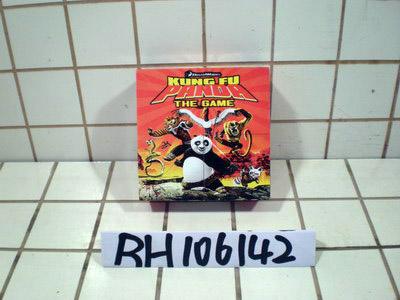 DREAMWORKS
KUNG FU
PANDA
THE GAME
RH106142